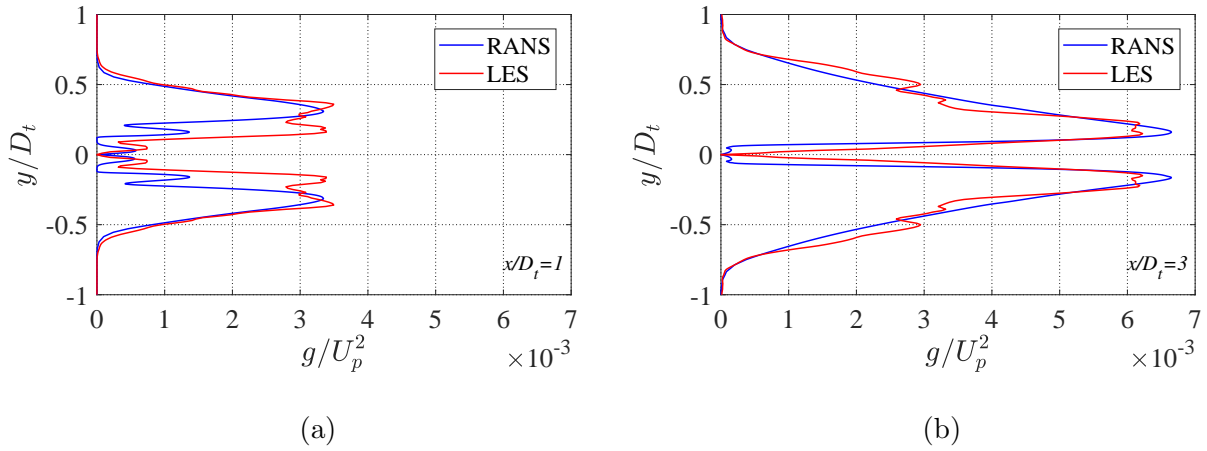 1
0.5
0
-0.5
-1
y/D_t
RANS
LES
x/D_t=1
0 1 2 3 4 5 6 7
g/U_p^2
×10^-3
(a)
1
0.5
0
-0.5
-1
y/D_t
RANS
LES
x/D_t=3
0 1 2 3 4 5 6 7
g/U_p^2
×10^-3
(b)